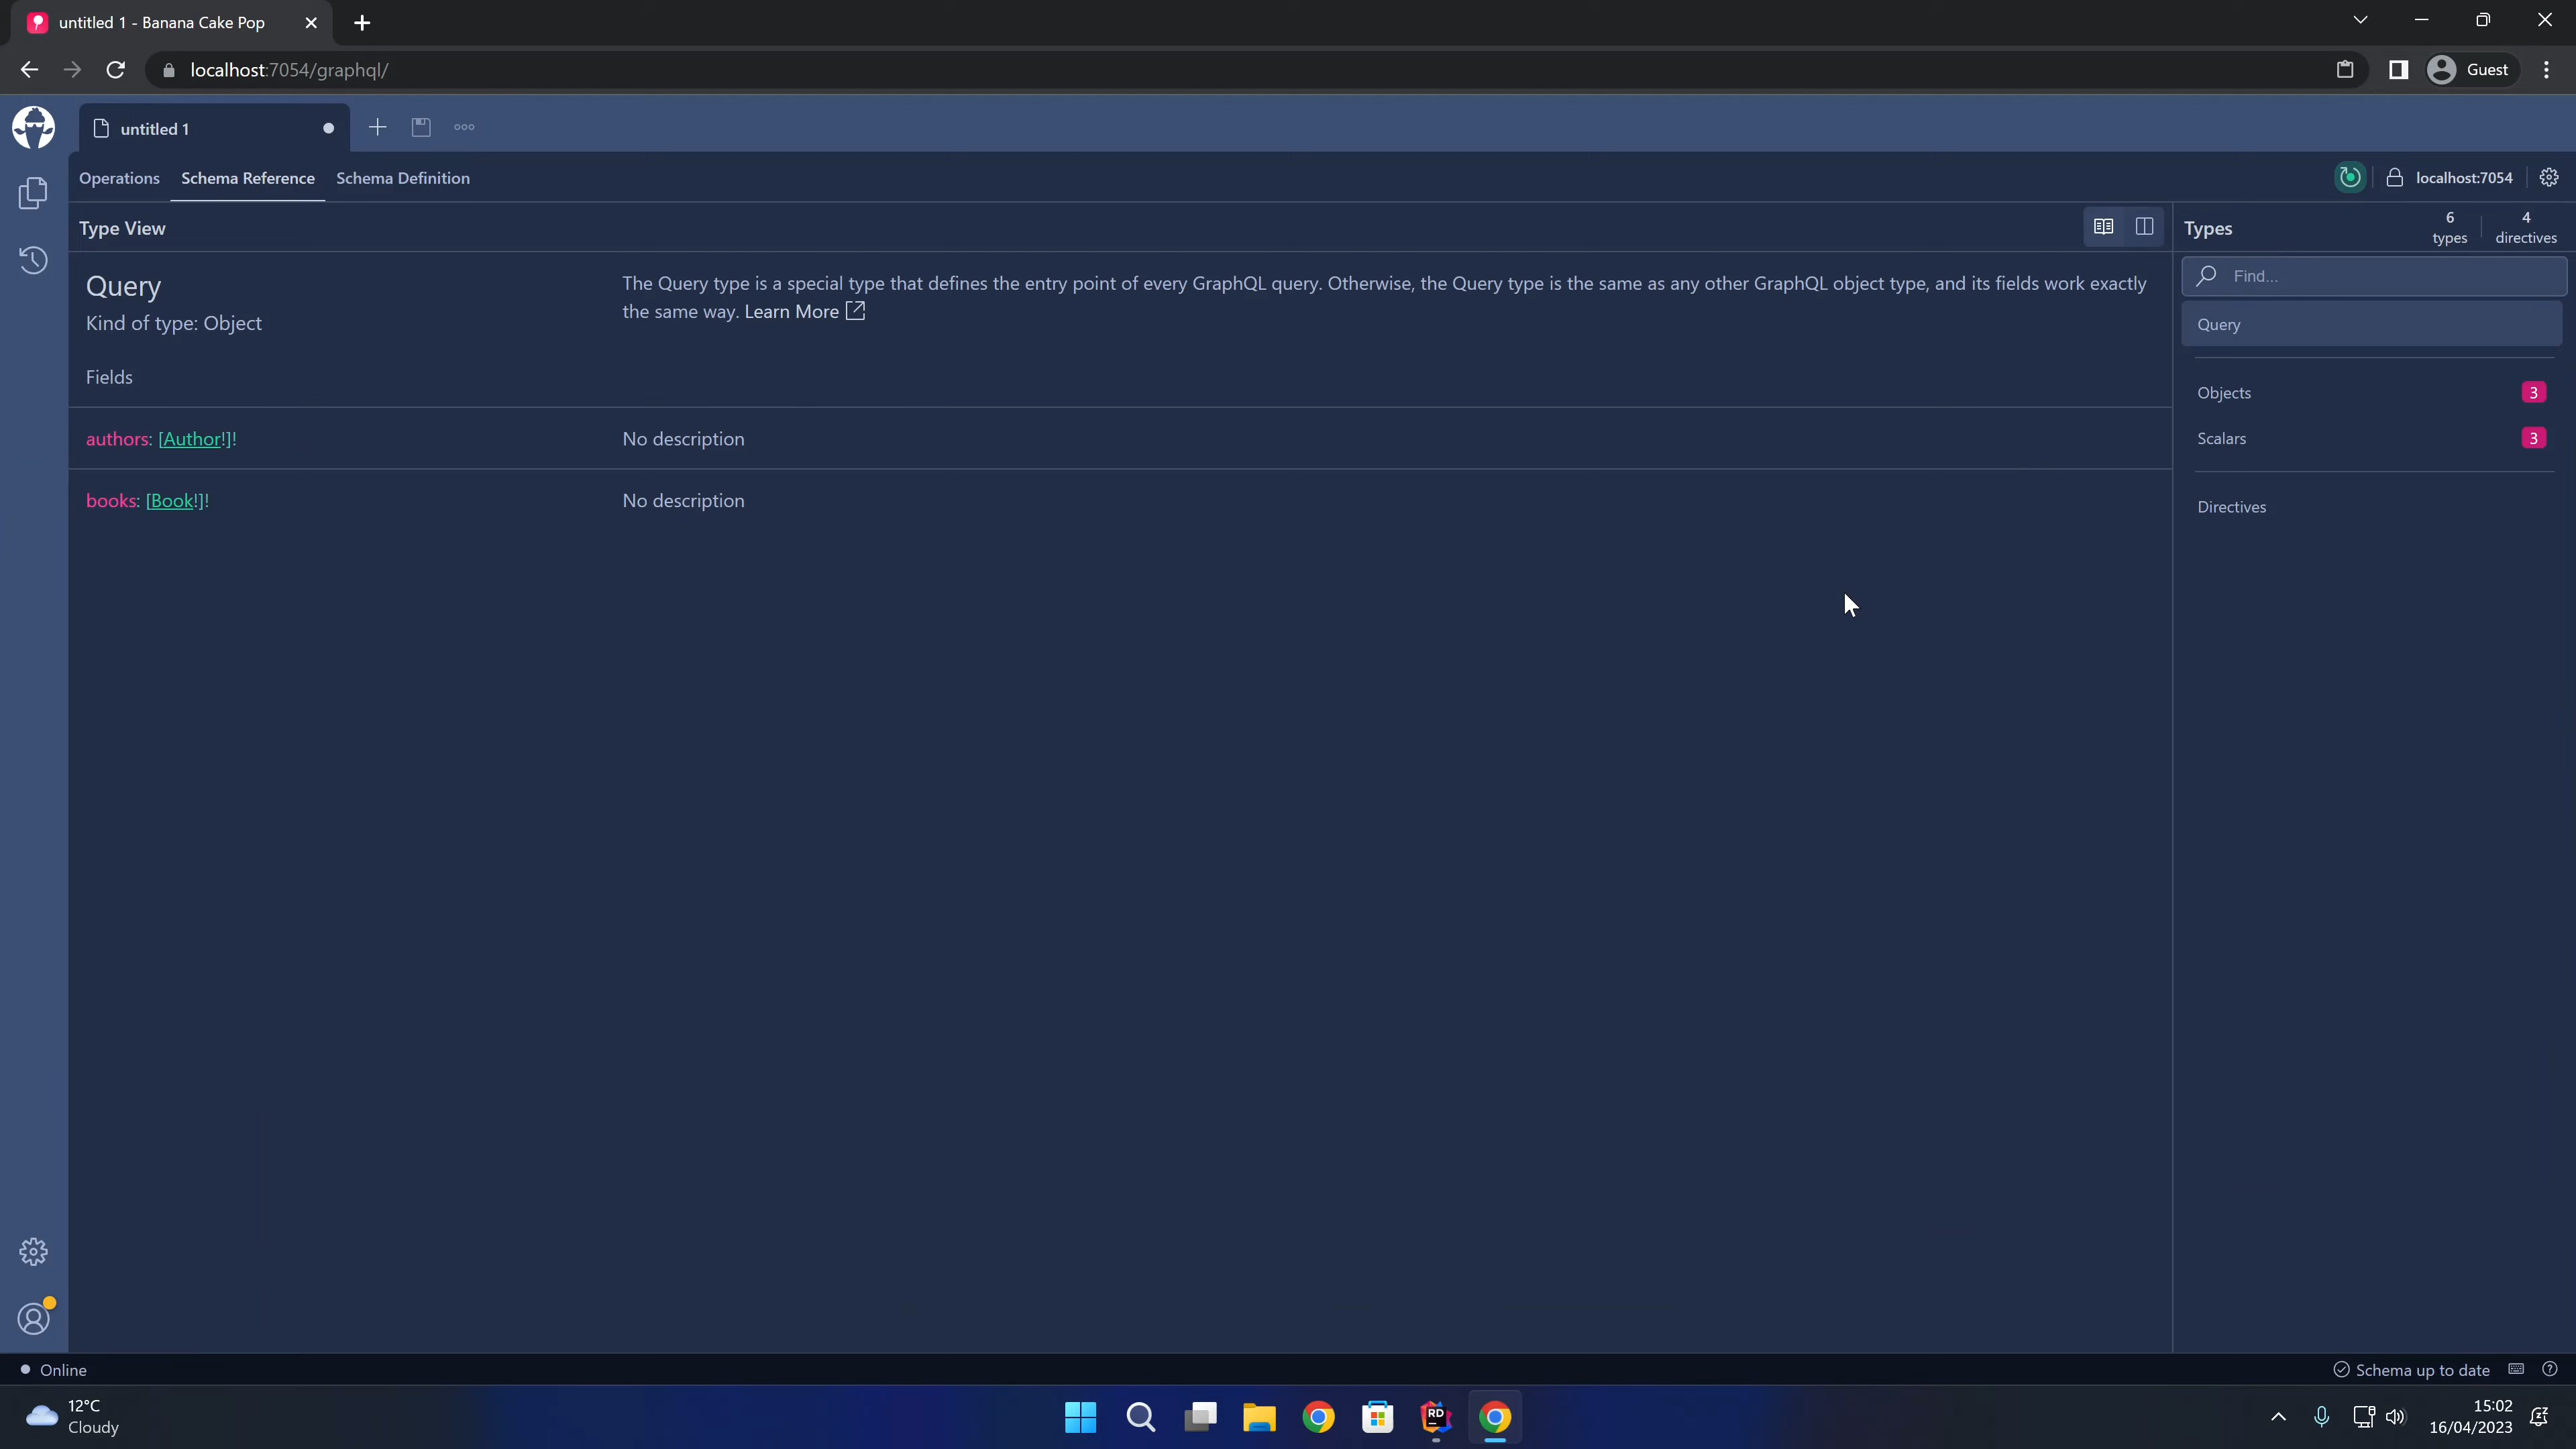 untitled 1 - Banana Cake Pop
localhost:7054/graphql/
Guest
untitled 1
Operations Schema Reference Schema Definition
localhost:7054
Type View
Types
6 types
4 directives
Query
Kind of type: Object
The Query type is a special type that defines the entry point of every GraphQL query. Otherwise, the Query type is the same as any other GraphQL object type, and its fields work exactly
the same way. Learn More
Fields
authors: [Author!]! No description
books: [Book!]! No description
Find...
Query
Objects 3
Scalars 3
Directives
Online
Schema up to date
12°C
Cloudy
RD
15:02
16/04/2023